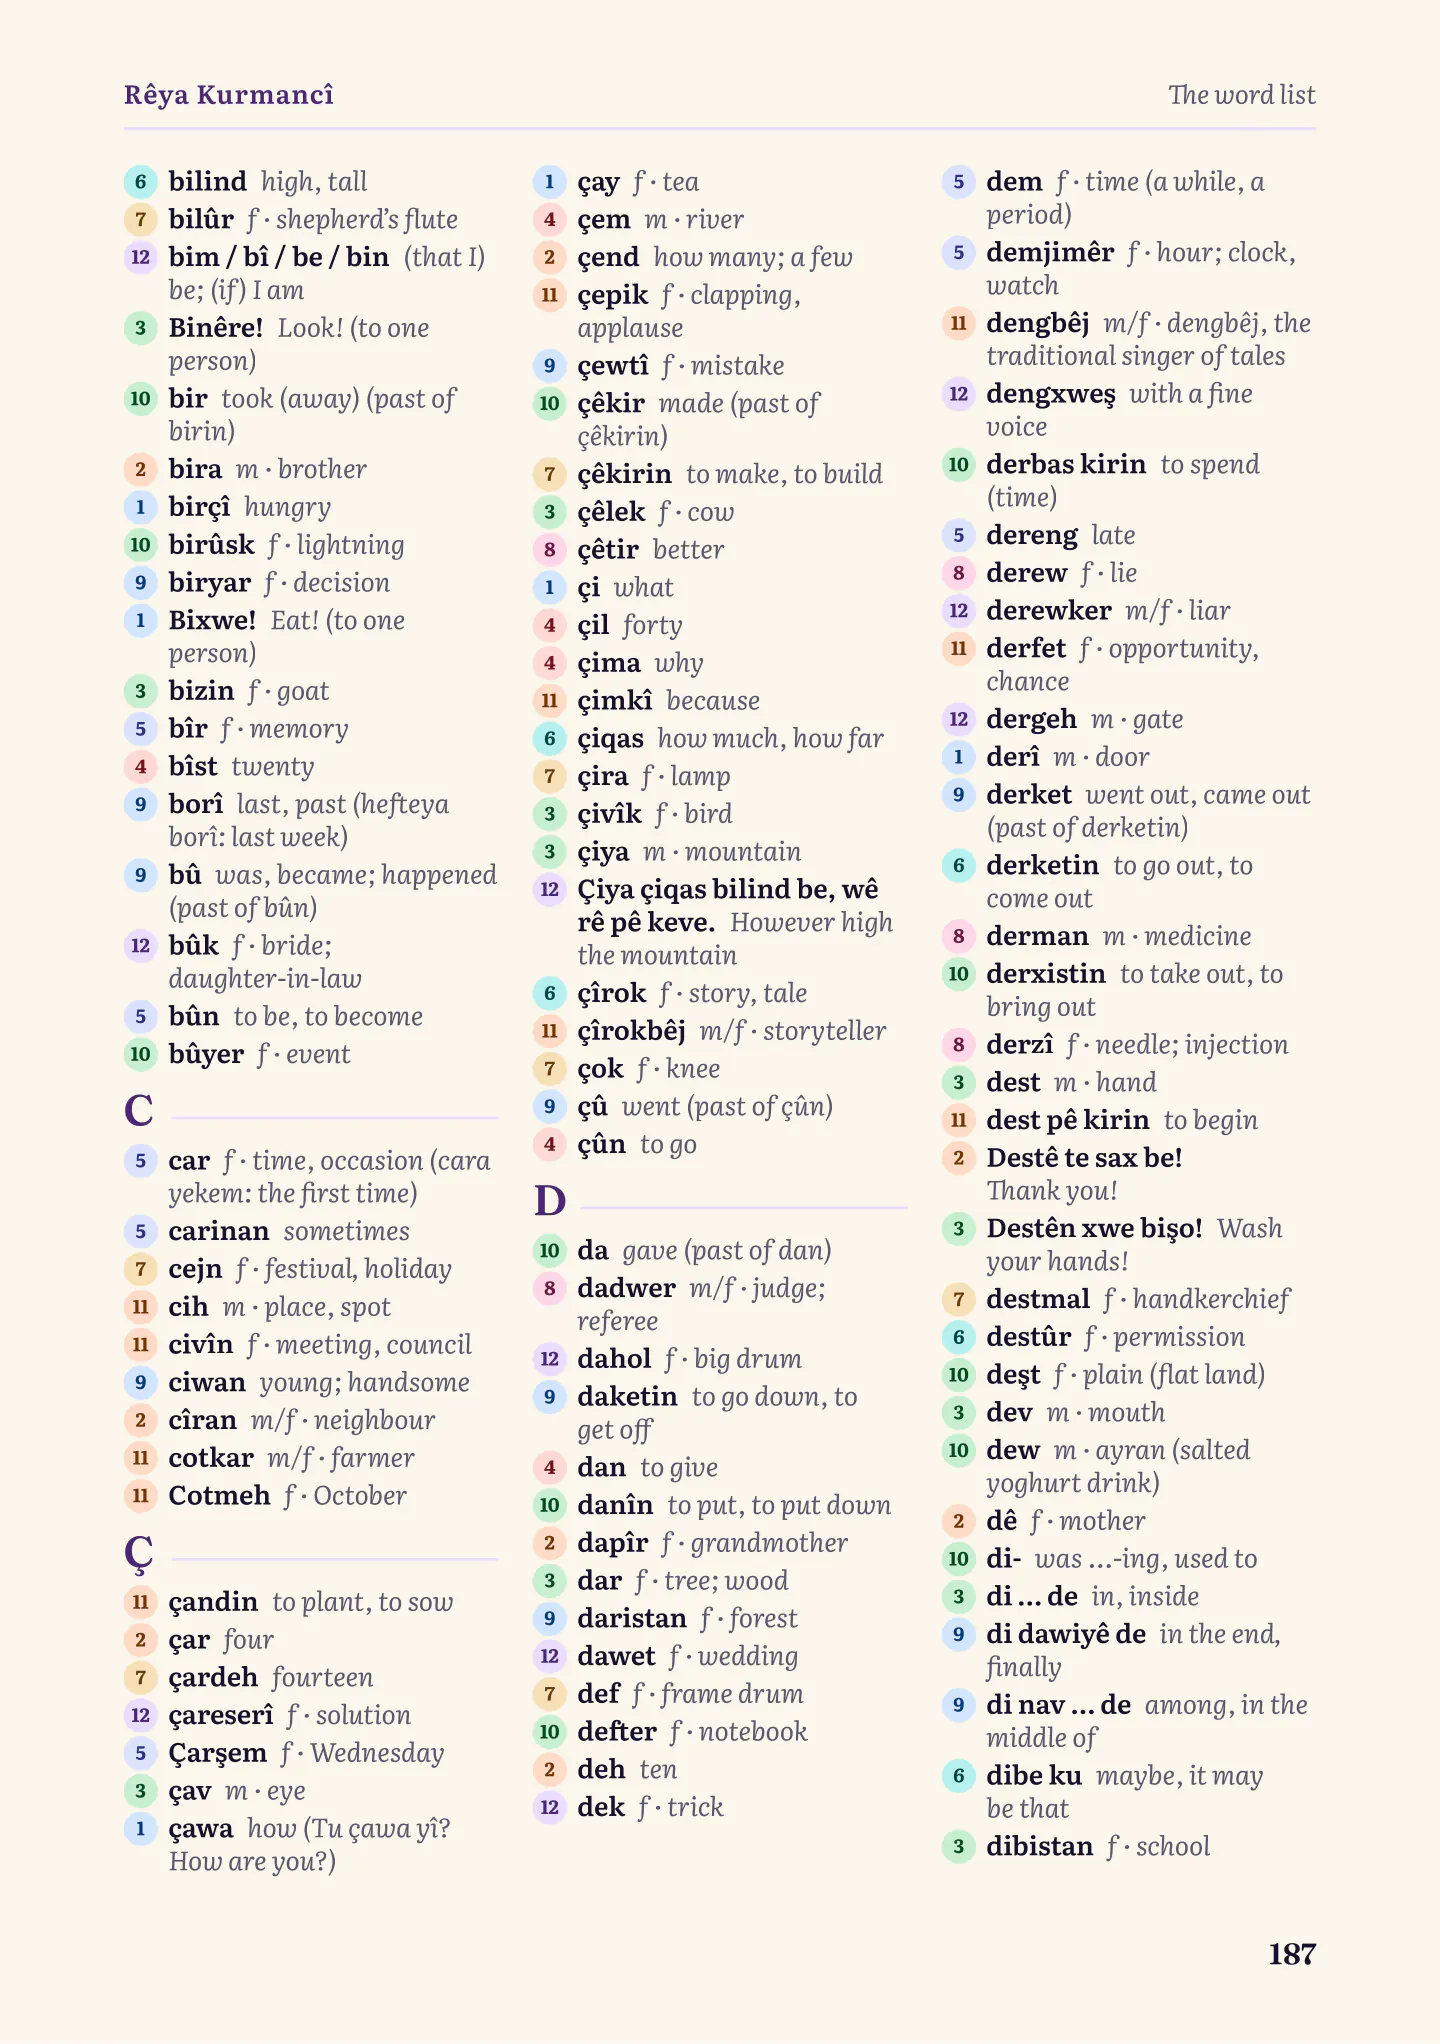 Rêya Kurmancî
The word list
6 bilind high, tall
7 bilûr f · shepherd’s flute
12 bim / bî / be / bin (that I)
be; (if) I am
3 Binêre! Look! (to one
person)
10 bir took (away) (past of
birin)
2 bira m · brother
1 birçî hungry
10 birûsk f · lightning
9 biryar f · decision
1 Bixwe! Eat! (to one
person)
3 bizin f · goat
5 bîr f · memory
4 bîst twenty
9 borî last, past (hefteya
borî: last week)
9 bû was, became; happened
(past of bûn)
12 bûk f · bride;
daughter-in-law
5 bûn to be, to become
10 bûyer f · event
C
5 car f · time, occasion (cara
yekem: the first time)
5 carinan sometimes
7 cejn f · festival, holiday
11 cih m · place, spot
11 civîn f · meeting, council
9 ciwan young; handsome
2 cîran m/f · neighbour
11 cotkar m/f · farmer
11 Cotmeh f · October
Ç
11 çandin to plant, to sow
2 çar four
7 çardeh fourteen
12 çareserî f · solution
5 Çarşem f · Wednesday
3 çav m · eye
1 çawa how (Tu çawa yî?
How are you?)
1 çay f · tea
4 çem m · river
2 çend how many; a few
11 çepik f · clapping,
applause
9 çewtî f · mistake
10 çêkir made (past of
çêkirin)
7 çêkirin to make, to build
3 çêlek f · cow
8 çêtir better
1 çi what
4 çil forty
4 çima why
11 çimkî because
6 çiqas how much, how far
7 çira f · lamp
3 çivîk f · bird
3 çiya m · mountain
12 Çiya çiqas bilind be, wê
rê pê keve. However high
the mountain
6 çîrok f · story, tale
11 çîrokbêj m/f · storyteller
7 çok f · knee
9 çû went (past of çûn)
4 çûn to go
D
10 da gave (past of dan)
8 dadwer m/f · judge;
referee
12 dahol f · big drum
9 daketin to go down, to
get off
4 dan to give
10 danîn to put, to put down
2 dapîr f · grandmother
3 dar f · tree; wood
9 daristan f · forest
12 dawet f · wedding
7 def f · frame drum
10 defter f · notebook
2 deh ten
12 dek f · trick
5 dem f · time (a while, a
period)
5 demjimêr f · hour; clock,
watch
11 dengbêj m/f · dengbêj, the
traditional singer of tales
12 dengxweş with a fine
voice
10 derbas kirin to spend
(time)
5 dereng late
8 derew f · lie
12 derewker m/f · liar
11 derfet f · opportunity,
chance
12 dergeh m · gate
1 derî m · door
9 derket went out, came out
(past of derketin)
6 derketin to go out, to
come out
8 derman m · medicine
10 derxistin to take out, to
bring out
8 derzî f · needle; injection
3 dest m · hand
11 dest pê kirin to begin
2 Destê te sax be!
Thank you!
3 Destên xwe bişo! Wash
your hands!
7 destmal f · handkerchief
6 destûr f · permission
10 deşt f · plain (flat land)
3 dev m · mouth
10 dew m · ayran (salted
yoghurt drink)
2 dê f · mother
10 di- was …-ing, used to
3 di … de in, inside
9 di dawiyê de in the end,
finally
9 di nav … de among, in the
middle of
6 dibe ku maybe, it may
be that
3 dibistan f · school
187